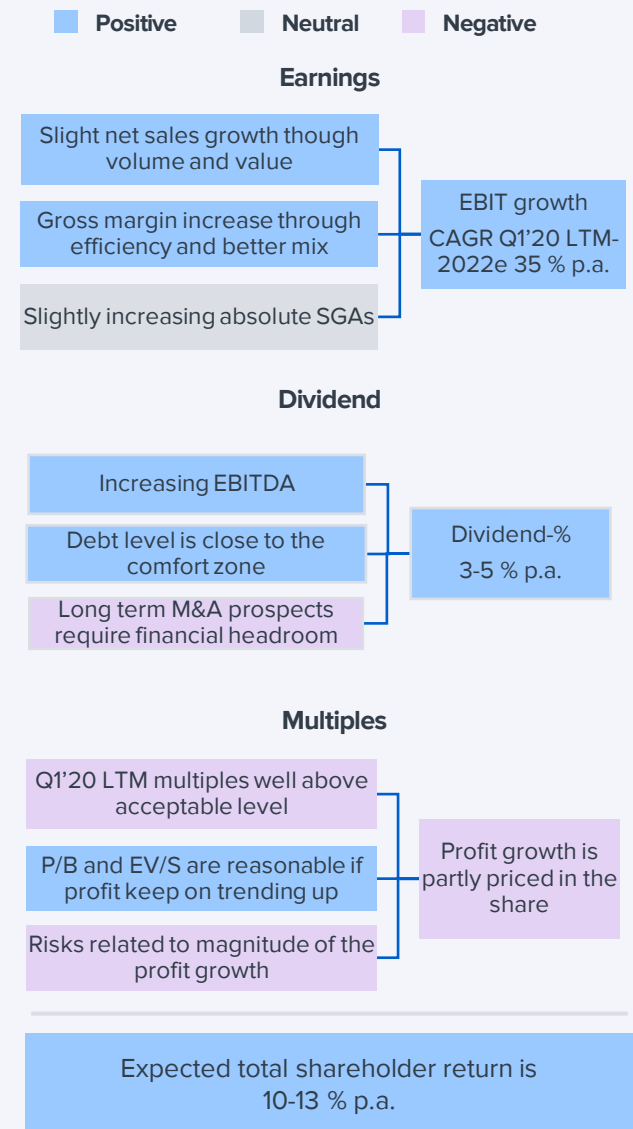 Positive
Neutral
Negative
Earnings
Slight net sales growth though
volume and value
Gross margin increase through
efficiency and better mix
Slightly increasing absolute SGAs
EBIT growth
CAGR Q1'20 LTM-
2022e 35 % p.a.
Dividend
Increasing EBITDA
Debt level is close to the
comfort zone
Long term M&A prospects
require financial headroom
Dividend-%
3-5 % p.a.
Multiples
Q1'20 LTM multiples well above
acceptable level
P/B and EV/S are reasonable if
profit keep on trending up
Risks related to magnitude of the
profit growth
Profit growth is
partly priced in the
share
Expected total shareholder return is
10-13 % p.a.